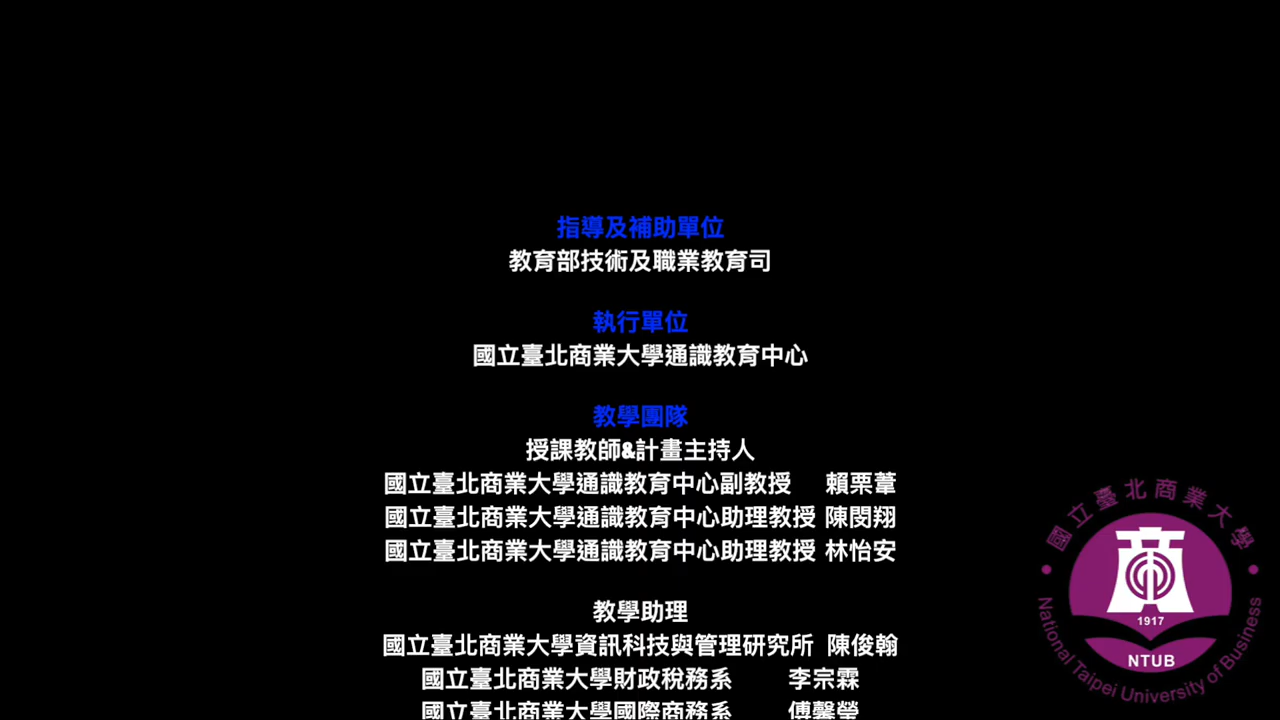 指導及補助單位
教育部技術及職業教育司
執行單位
國立臺北商業大學通識教育中心
教學團隊
授課教師&計畫主持人
國立臺北商業大學通識教育中心副教授 賴栗葦
國立臺北商業大學通識教育中心助理教授 陳閔翔
國立臺北商業大學通識教育中心助理教授 林怡安
教學助理
國立臺北商業大學資訊科技與管理研究所 陳俊翰
國立臺北商業大學財政稅務系 李宗霖
國立臺北商業大學國際商務系 傅馨瑩
國立臺北商業大學
1917
NTUB
National Taipei University of Business